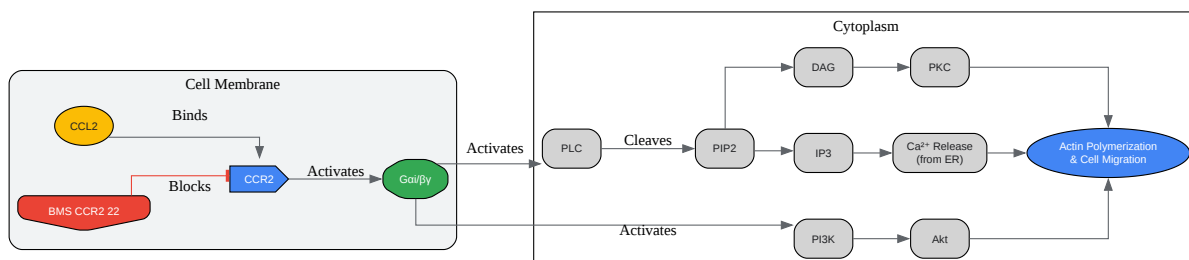 Cytoplasm
Cell Membrane
DAG
PKC
CCL2
Binds
PLC
Cleaves
PIP2
IP3
Ca²⁺ Release
(from ER)
Actin Polymerization
& Cell Migration
Activates
CCR2
Activates
Gαi/βγ
Blocks
BMS CCR2 22
Activates
PI3K
Akt